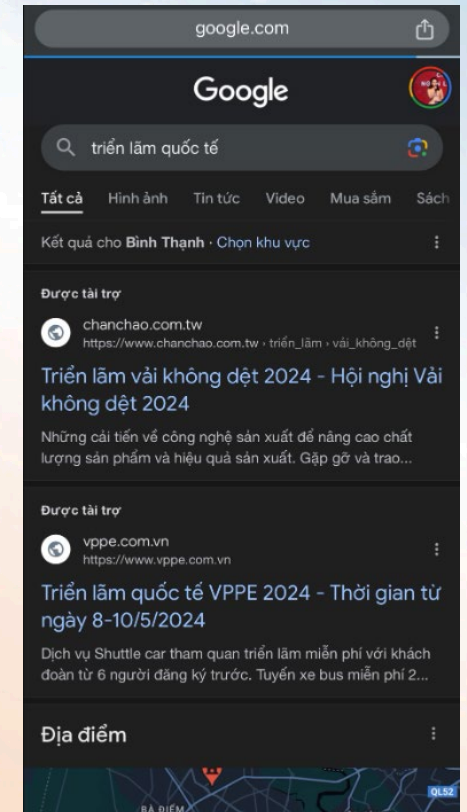 google.com
Google
triển lãm quốc tế
Tất cả Hình ảnh Tin tức Video Mua sắm Sách
Kết quả cho Bình Thạnh · Chọn khu vực
Được tài trợ
chanchao.com.tw
https://www.chanchao.com.tw › triển_lãm › vải_không_dệt
Triển lãm vải không dệt 2024 - Hội nghị Vải
không dệt 2024
Những cải tiến về công nghệ sản xuất để nâng cao chất
lượng sản phẩm và hiệu quả sản xuất. Gặp gỡ và trao...
Được tài trợ
vppe.com.vn
https://www.vppe.com.vn
Triển lãm quốc tế VPPE 2024 - Thời gian từ
ngày 8-10/5/2024
Dịch vụ Shuttle car tham quan triển lãm miễn phí với khách
đoàn từ 6 người đăng ký trước. Tuyến xe bus miễn phí 2...
Địa điểm
QL52
BÀ ĐIỂM